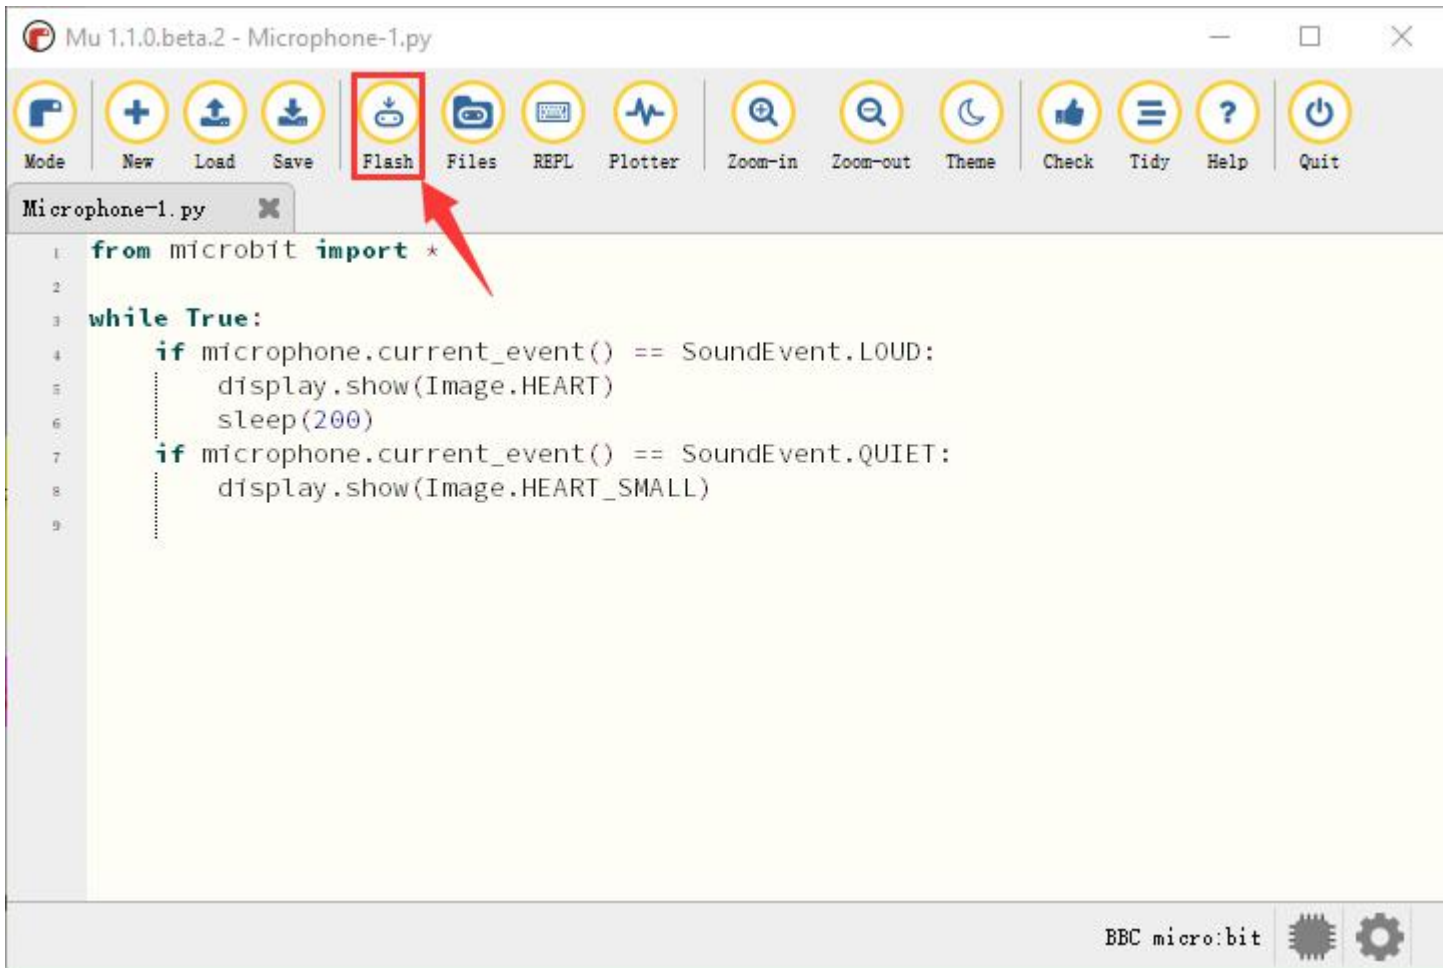 Mu 1.1.0.beta.2 - Microphone-1.py
Mode New Load Save Flash Files REPL Plotter Zoom-in Zoom-out Theme Check Tidy Help Quit
Microphone-1.py
1 from microbit import *
2
3 while True:
4     if microphone.current_event() == SoundEvent.LOUD:
5         display.show(Image.HEART)
6         sleep(200)
7     if microphone.current_event() == SoundEvent.QUIET:
8         display.show(Image.HEART_SMALL)
9
BBC micro:bit